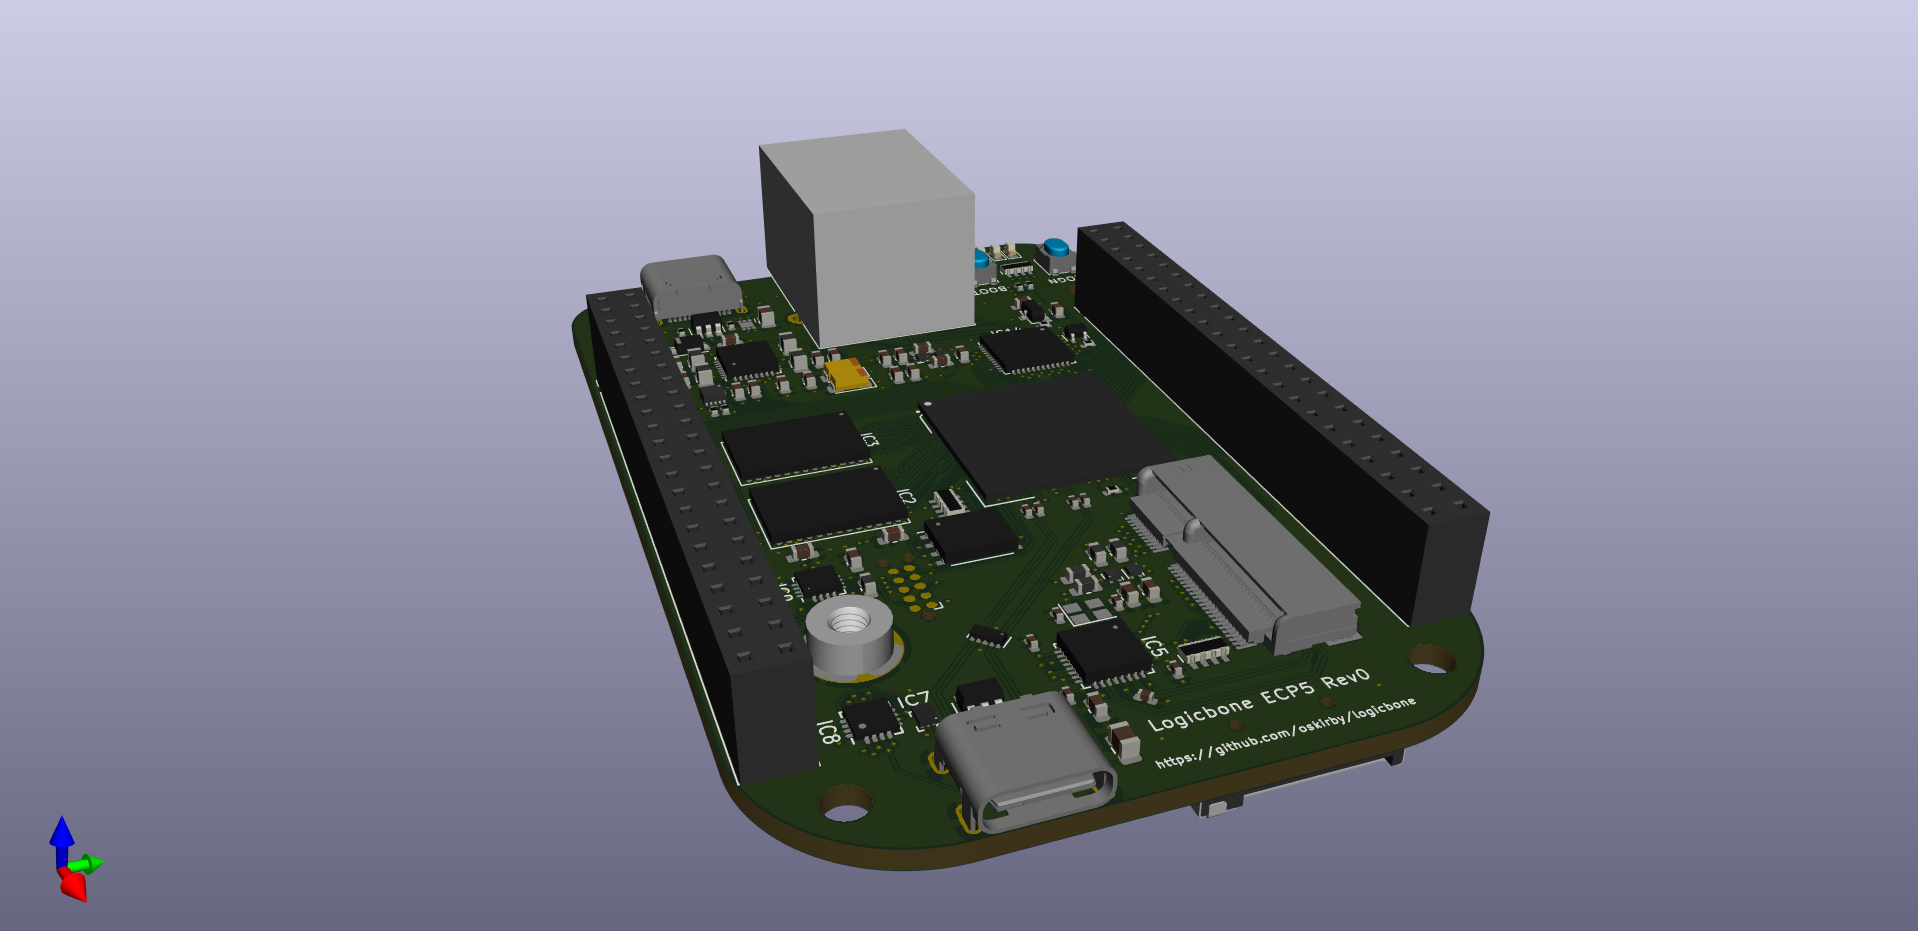 BOOT
IC3
IC2
IC5
IC7
IC8
Logicbone ECP5 Rev0
https://github.com/oskirby/logicbone